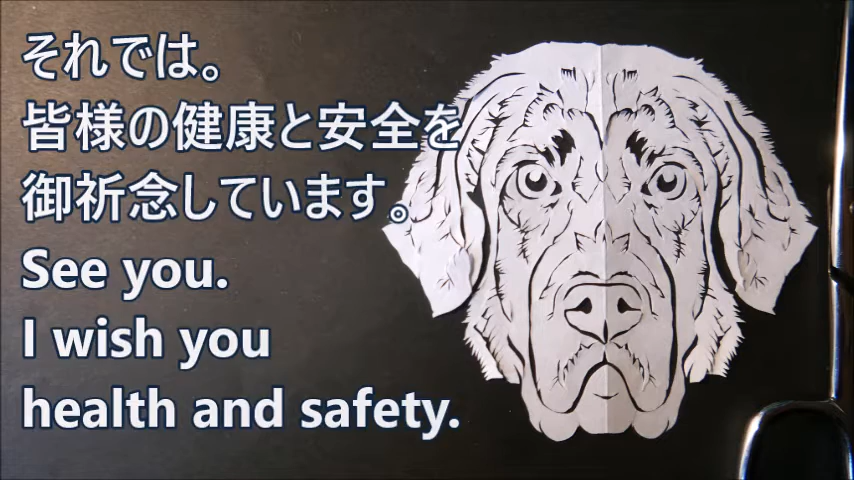 それでは。
皆様の健康と安全を
御祈念しています。
See you.
I wish you
health and safety.